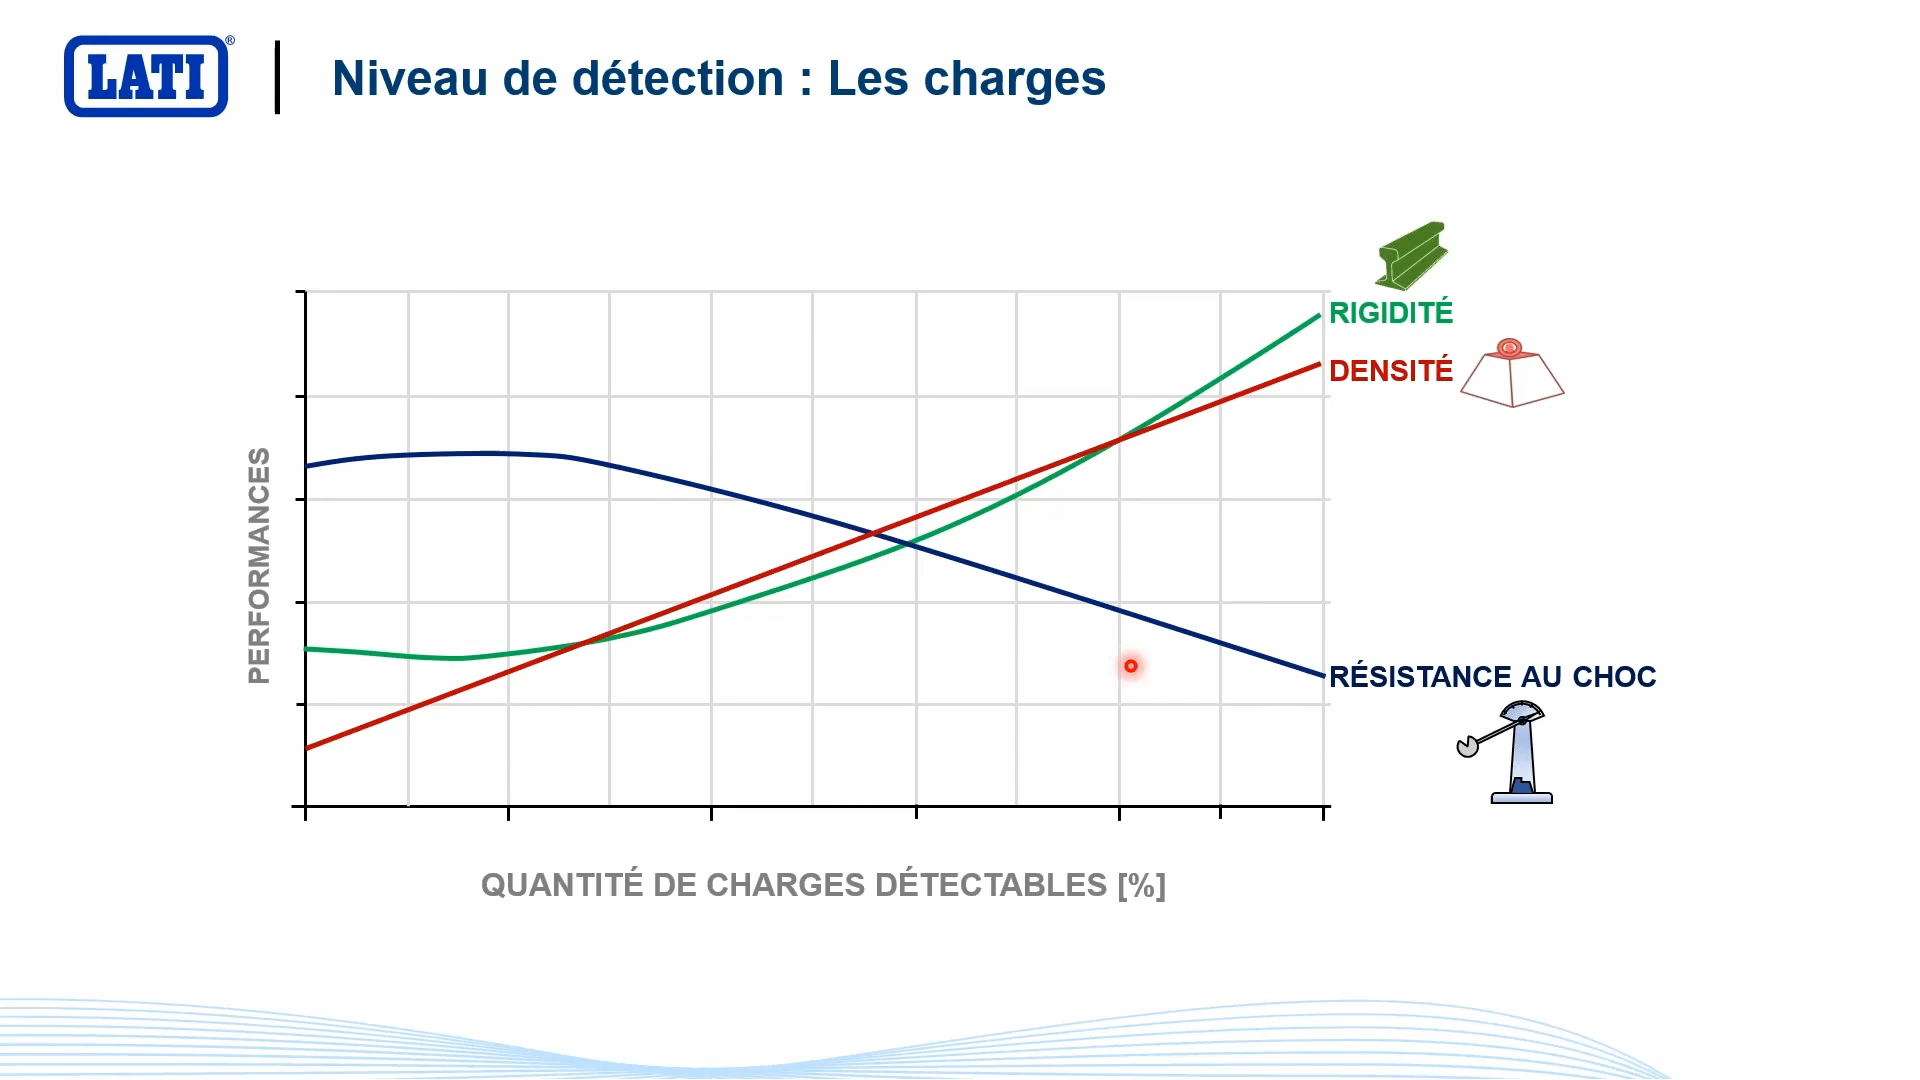 LATI®
Niveau de détection : Les charges
RIGIDITÉ
DENSITÉ
PERFORMANCES
RÉSISTANCE AU CHOC
QUANTITÉ DE CHARGES DÉTECTABLES [%]